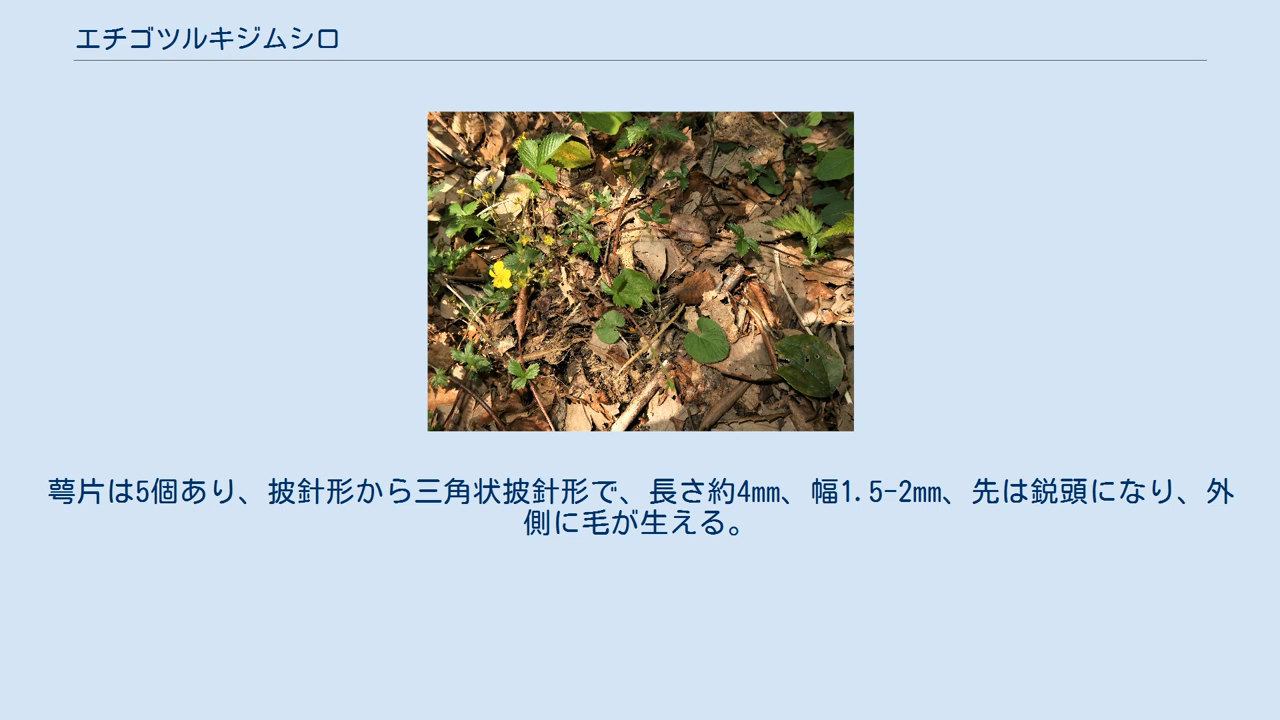 エチゴツルキジムシロ
萼片は5個あり、披針形から三角状披針形で、長さ約4mm、幅1.5-2mm、先は鋭頭になり、外
側に毛が生える。